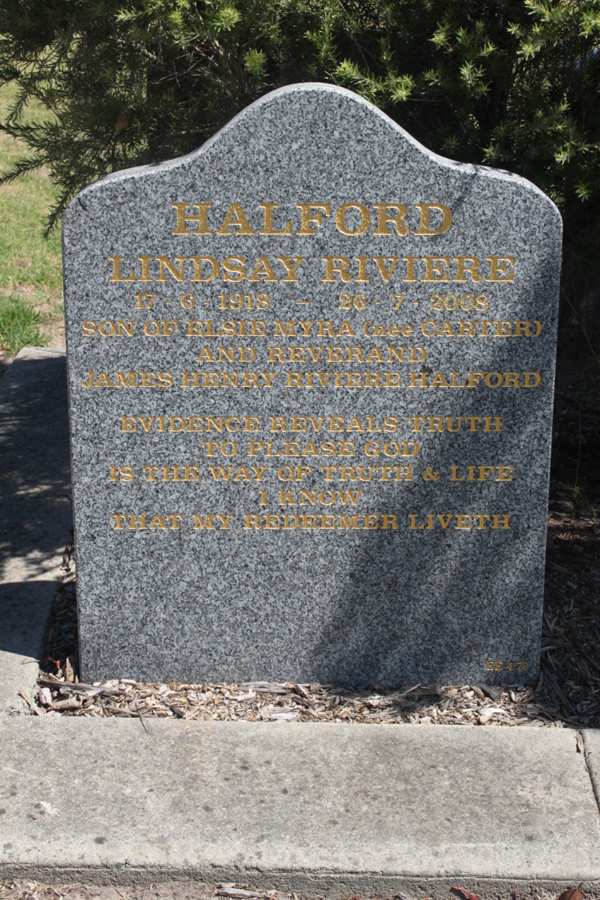 HALFORD
LINDSAY RIVIERE
17 · 6 · 1918 – 26 · 7 · 2008
SON OF ELSIE MYRA (nee CARTER)
AND REVERAND
JAMES HENRY RIVIERE HALFORD
EVIDENCE REVEALS TRUTH
TO PLEASE GOD
IS THE WAY OF TRUTH & LIFE
I KNOW
THAT MY REDEEMER LIVETH